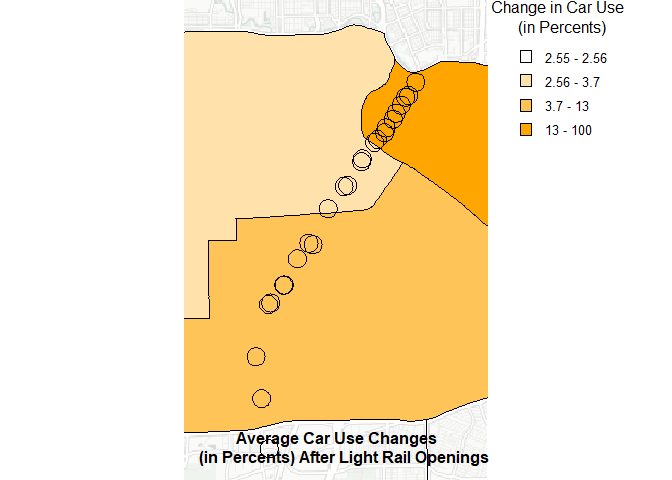 Change in Car Use
(in Percents)
2.55 - 2.56
2.56 - 3.7
3.7 - 13
13 - 100
Average Car Use Changes
(in Percents) After Light Rail Openings